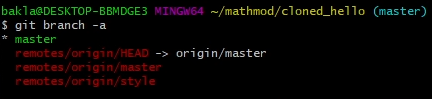 bakla@DESKTOP-BBMDGE3 MINGW64 ~/mathmod/cloned_hello (master)
$ git branch -a
* master
  remotes/origin/HEAD -> origin/master
  remotes/origin/master
  remotes/origin/style